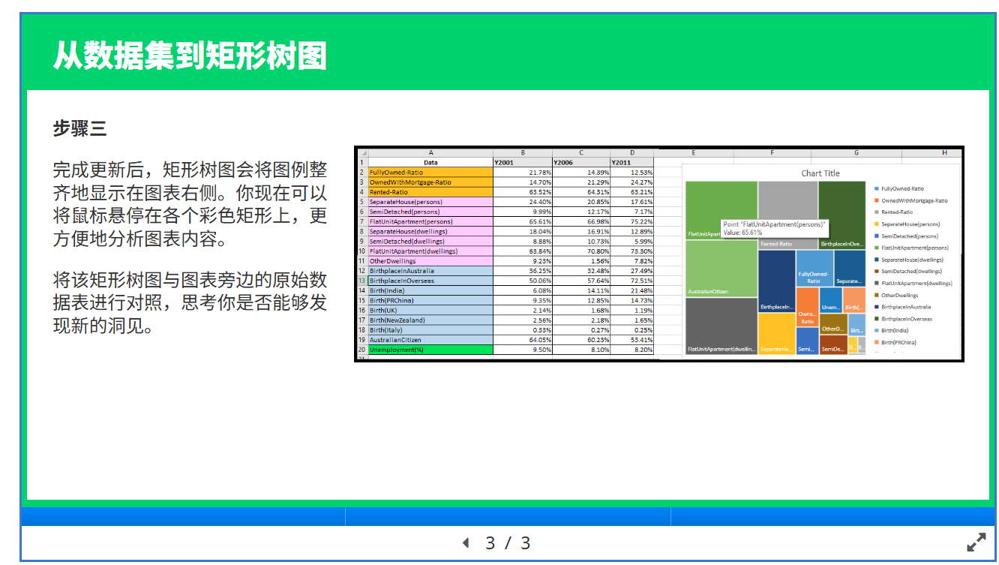 从数据集到矩形树图
步骤三
完成更新后，矩形树图会将图例整
齐地显示在图表右侧。你现在可以
将鼠标悬停在各个彩色矩形上，更
方便地分析图表内容。
将该矩形树图与图表旁边的原始数
据表进行对照，思考你是否能够发
现新的洞见。
A B C D E F G H
1 Data Y2001 Y2006 Y2011
2 FullyOwned-Ratio 21.78% 14.39% 12.53%
3 OwnedWithMortgage-Ratio 14.70% 21.29% 24.27%
4 Rented-Ratio 63.52% 64.31% 63.21%
5 SeparateHouse(persons) 24.40% 20.85% 17.61%
6 SemiDetached(persons) 9.99% 12.17% 7.17%
7 FlatUnitApartment(persons) 65.61% 66.98% 75.22%
8 SeparateHouse(dwellings) 18.04% 16.91% 12.89%
9 SemiDetached(dwellings) 8.88% 10.73% 5.99%
10 FlatUnitApartment(dwellings) 63.84% 70.80% 73.30%
11 OtherDwellings 9.23% 1.56% 7.82%
12 BirthplaceInAustralia 36.25% 32.48% 27.49%
13 BirthplaceInOverseas 50.06% 57.64% 72.51%
14 Birth(India) 6.08% 14.11% 21.48%
15 Birth(PRChina) 9.35% 12.85% 14.73%
16 Birth(UK) 2.14% 1.68% 1.19%
17 Birth(NewZealand) 2.56% 2.18% 1.65%
18 Birth(Italy) 0.33% 0.27% 0.25%
19 AustralianCitizen 64.05% 60.23% 53.41%
20 Unemployment(%) 9.50% 8.10% 8.20%
Chart Title
FlatUnitApart
Point "FlatUnitApartment(persons)"
Value: 65.61%
Rented-Ratio
BirthplaceInOve...
AustralianCitizen
FlatUnitApartment(dwellin...
BirthplaceIn...
SeparateHo...
FullyOwned-
Ratio
Separate...
Owne...
Ratio
Unem...
Birth(...
Semi...
OtherD...
Birt...
SemiDe...
B...
B...
FullyOwned-Ratio
OwnedWithMortgage-Ratio
Rented-Ratio
SeparateHouse(persons)
SemiDetached(persons)
FlatUnitApartment(persons)
SeparateHouse(dwellings)
SemiDetached(dwellings)
FlatUnitApartment(dwellings)
OtherDwellings
BirthplaceInAustralia
BirthplaceInOverseas
Birth(India)
Birth(PRChina)
3 / 3